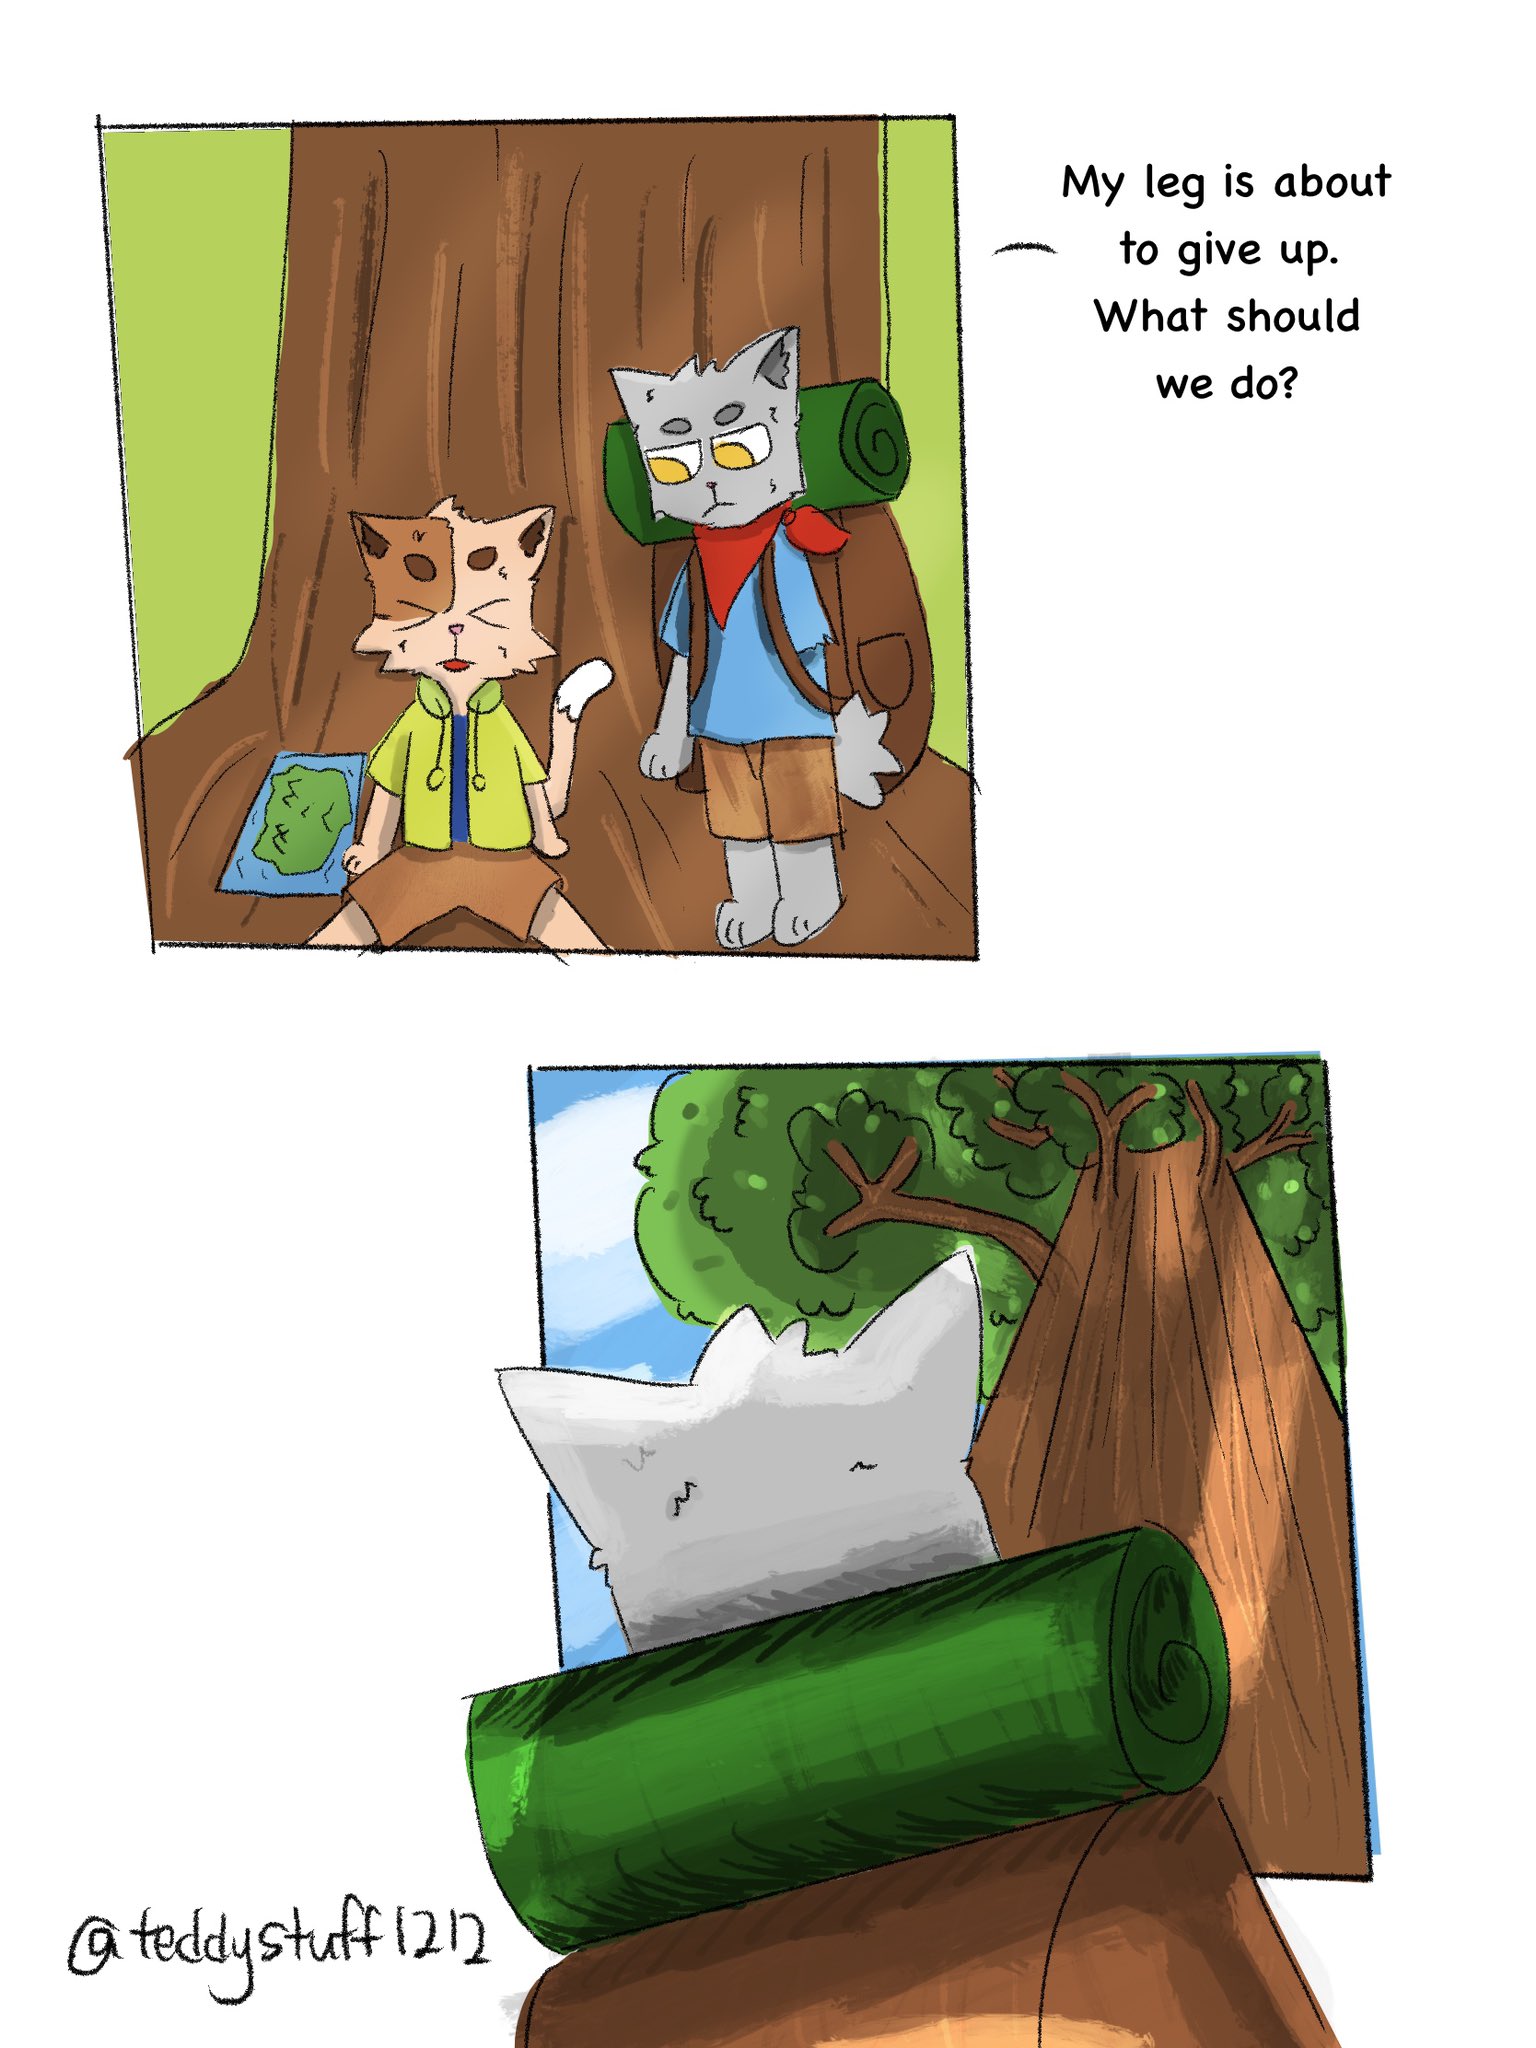 My leg is about
to give up.
What should
we do?
@teddystuff1212